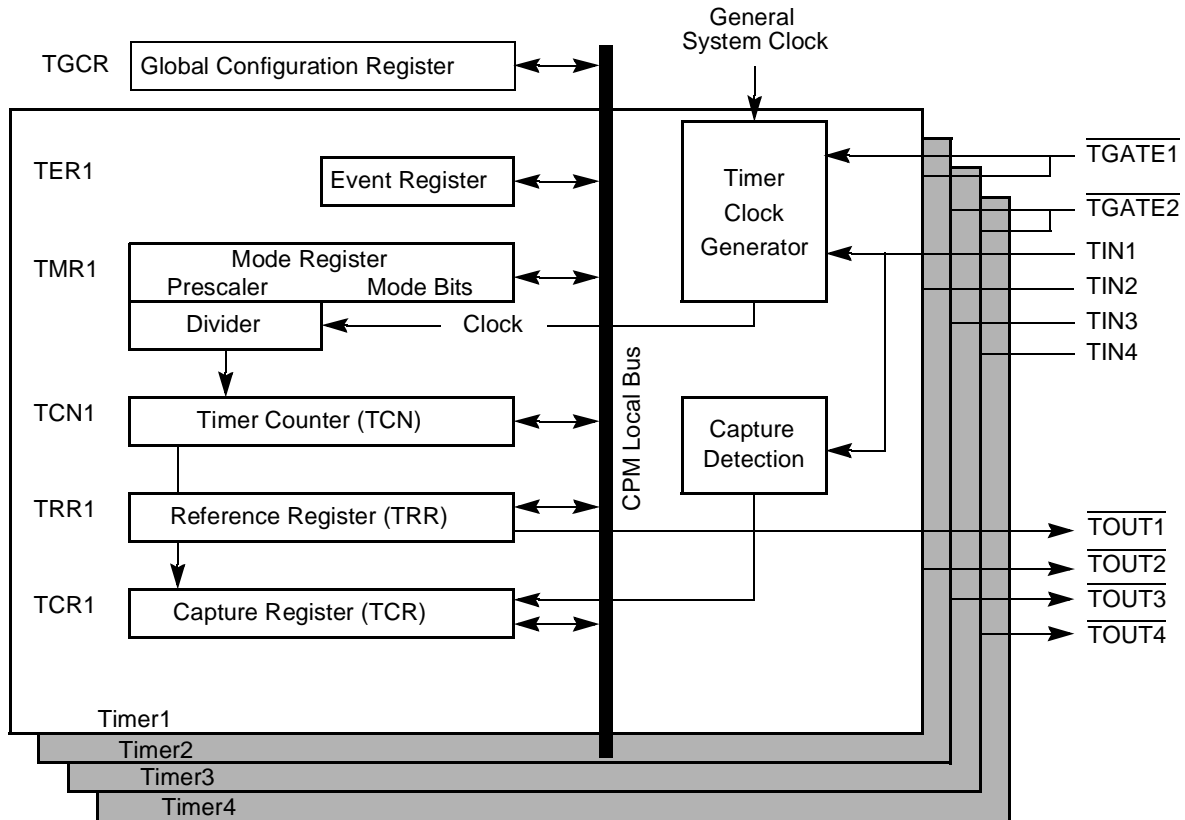 General
System Clock
TGCR
Global Configuration Register
TER1
Event Register
Timer
Clock
Generator
TGATE1
TGATE2
TIN1
TIN2
TIN3
TIN4
TMR1
Mode Register
Prescaler
Mode Bits
Divider
Clock
CPM Local Bus
TCN1
Timer Counter (TCN)
Capture
Detection
TRR1
Reference Register (TRR)
TOUT1
TOUT2
TOUT3
TOUT4
TCR1
Capture Register (TCR)
Timer1
Timer2
Timer3
Timer4